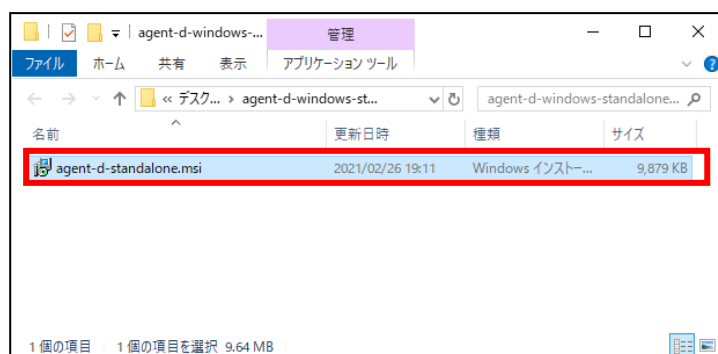 agent-d-windows-... 管理
ファイル ホーム 共有 表示 アプリケーション ツール
« デスク... › agent-d-windows-st... agent-d-windows-standalone...
名前 更新日時 種類 サイズ
agent-d-standalone.msi 2021/02/26 19:11 Windows インストー... 9,879 KB
1 個の項目 1 個の項目を選択 9.64 MB